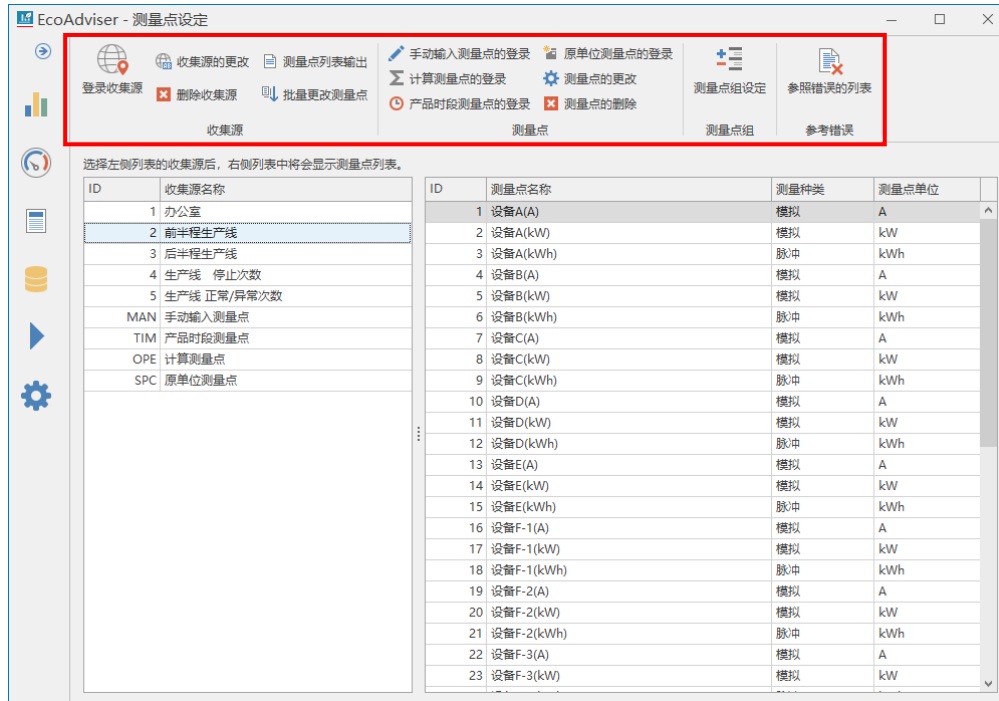 EcoAdviser - 测量点设定
登录收集源
收集源的更改
测量点列表输出
删除收集源
批量更改测量点
收集源
手动输入测量点的登录
原单位测量点的登录
计算测量点的登录
测量点的更改
产品时段测量点的登录
测量点的删除
测量点
测量点组设定
测量点组
参照错误的列表
参考错误
选择左侧列表的收集源后，右侧列表中将会显示测量点列表。
ID 收集源名称
1 办公室
2 前半程生产线
3 后半程生产线
4 生产线 停止次数
5 生产线 正常/异常次数
MAN 手动输入测量点
TIM 产品时段测量点
OPE 计算测量点
SPC 原单位测量点
ID 测量点名称 测量种类 测量点单位
1 设备A(A) 模拟 A
2 设备A(kW) 模拟 kW
3 设备A(kWh) 脉冲 kWh
4 设备B(A) 模拟 A
5 设备B(kW) 模拟 kW
6 设备B(kWh) 脉冲 kWh
7 设备C(A) 模拟 A
8 设备C(kW) 模拟 kW
9 设备C(kWh) 脉冲 kWh
10 设备D(A) 模拟 A
11 设备D(kW) 模拟 kW
12 设备D(kWh) 脉冲 kWh
13 设备E(A) 模拟 A
14 设备E(kW) 模拟 kW
15 设备E(kWh) 脉冲 kWh
16 设备F-1(A) 模拟 A
17 设备F-1(kW) 模拟 kW
18 设备F-1(kWh) 脉冲 kWh
19 设备F-2(A) 模拟 A
20 设备F-2(kW) 模拟 kW
21 设备F-2(kWh) 脉冲 kWh
22 设备F-3(A) 模拟 A
23 设备F-3(kW) 模拟 kW